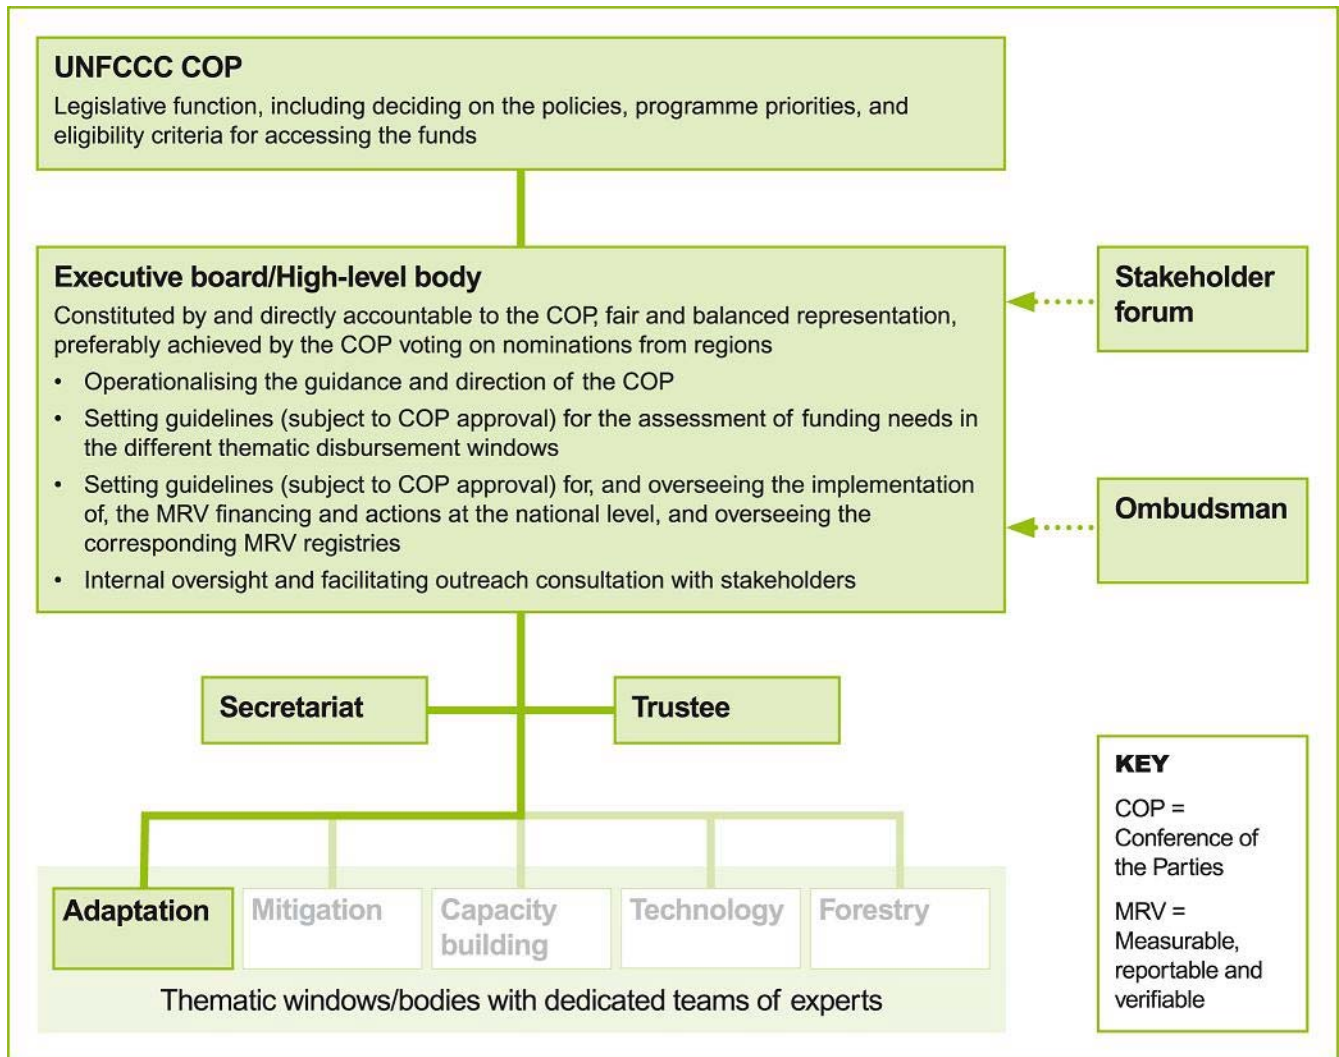 UNFCCC COP
Legislative function, including deciding on the policies, programme priorities, and
eligibility criteria for accessing the funds
Executive board/High-level body
Constituted by and directly accountable to the COP, fair and balanced representation,
preferably achieved by the COP voting on nominations from regions
• Operationalising the guidance and direction of the COP
• Setting guidelines (subject to COP approval) for the assessment of funding needs in
the different thematic disbursement windows
• Setting guidelines (subject to COP approval) for, and overseeing the implementation
of, the MRV financing and actions at the national level, and overseeing the
corresponding MRV registries
• Internal oversight and facilitating outreach consultation with stakeholders
Stakeholder
forum
Ombudsman
Secretariat
Trustee
Adaptation
Mitigation
Capacity
building
Technology
Forestry
Thematic windows/bodies with dedicated teams of experts
KEY
COP =
Conference of
the Parties
MRV =
Measurable,
reportable and
verifiable